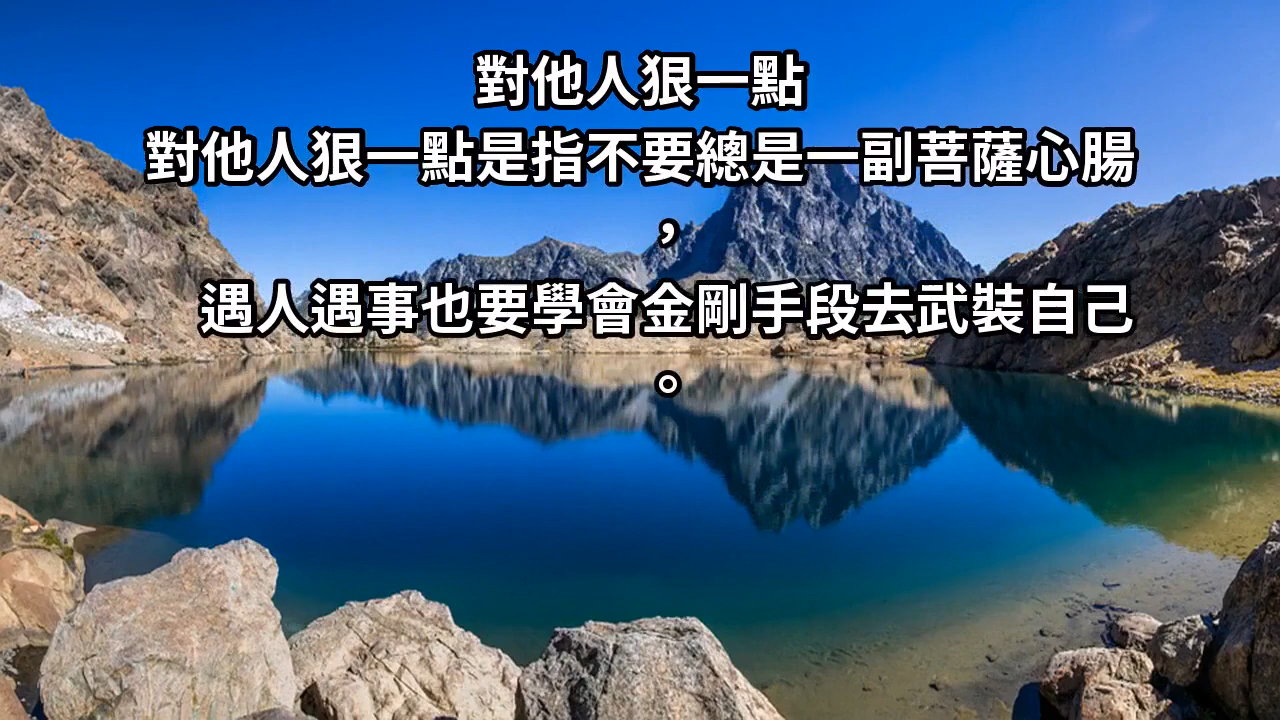 對他人狠一點
對他人狠一點是指不要總是一副菩薩心腸
，
遇人遇事也要學會金剛手段去武裝自己
。